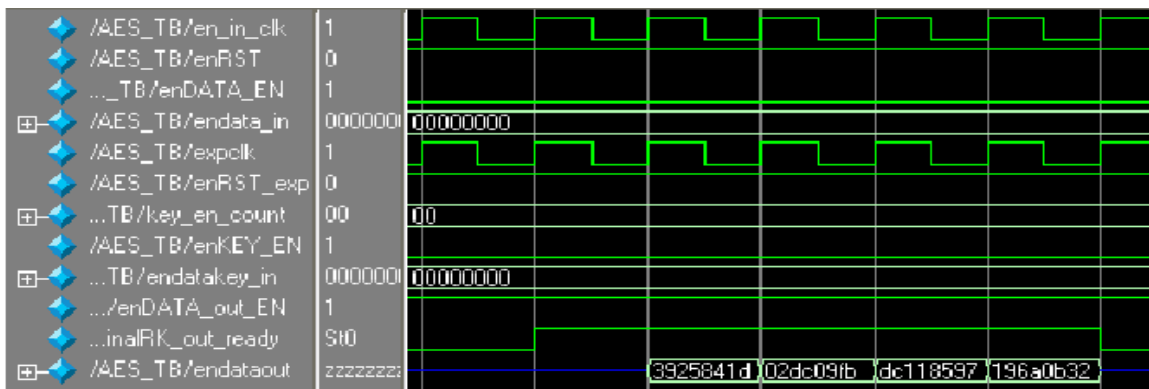 /AES_TB/en_in_clk 1
/AES_TB/enRST 0
..._TB/enDATA_EN 1
/AES_TB/endata_in 0000000 00000000
/AES_TB/expclk 1
/AES_TB/enRST_exp 0
...TB/key_en_count 00 00
/AES_TB/enKEY_EN 1
...TB/endatakey_in 0000000 00000000
.../enDATA_out_EN 1
...inalRK_out_ready St0
/AES_TB/endataout zzzzzzzz 3925841d 02dc09fb dc118597 196a0b32